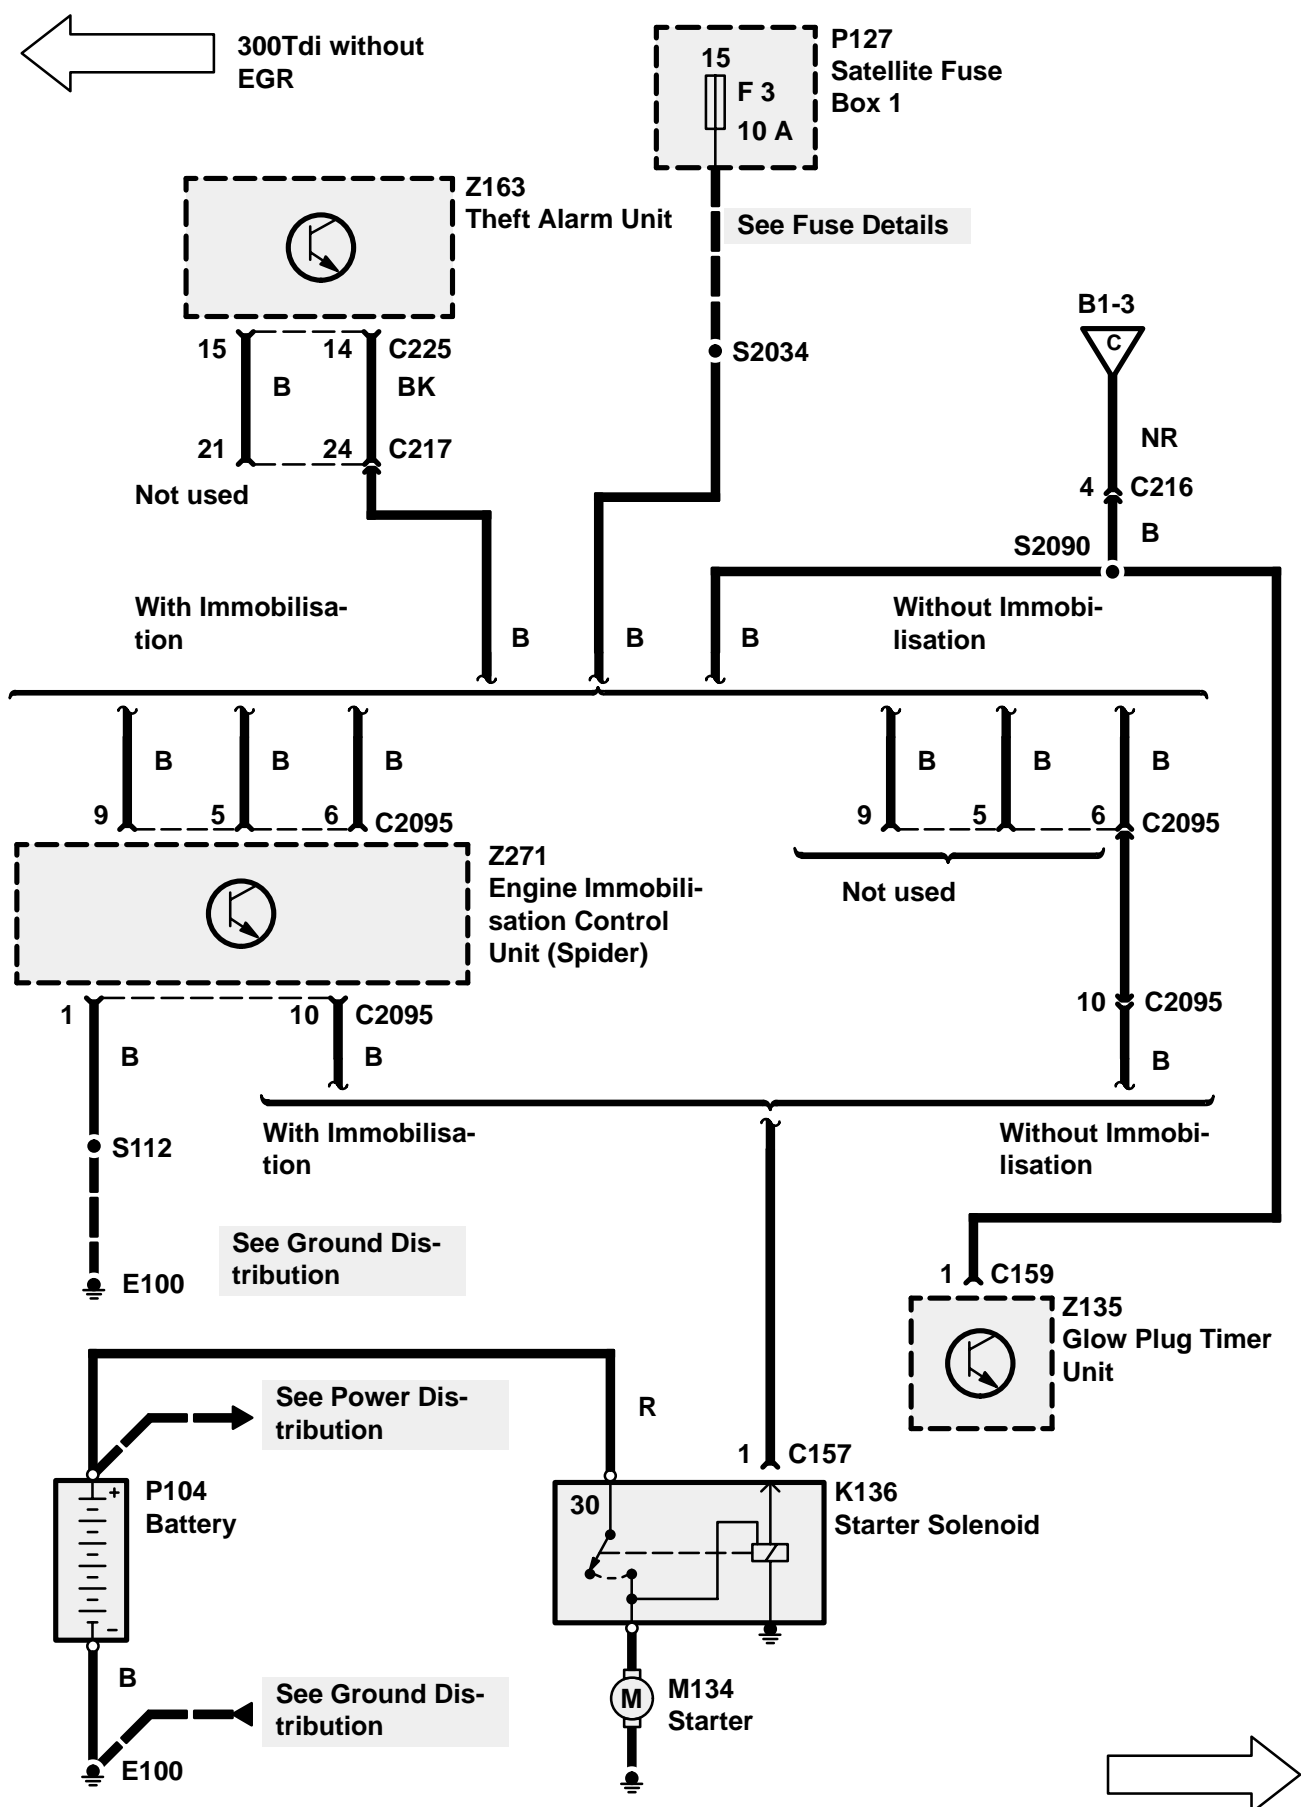 300Tdi without
EGR
P127
Satellite Fuse
Box 1
15
F 3
10 A
Z163
Theft Alarm Unit
See Fuse Details
B1-3
C
15
14
C225
S2034
B
BK
NR
21
24
C217
4
C216
Not used
B
S2090
With Immobilisa-
tion
Without Immobi-
lisation
B
B
B
B
B
B
B
B
B
9
5
6
C2095
9
5
6
C2095
Z271
Engine Immobili-
sation Control
Unit (Spider)
Not used
1
10
C2095
10
C2095
B
B
B
S112
With Immobilisa-
tion
Without Immobi-
lisation
See Ground Dis-
tribution
E100
1
C159
Z135
Glow Plug Timer
Unit
See Power Dis-
tribution
R
1
C157
P104
Battery
+
–
30
K136
Starter Solenoid
B
See Ground Dis-
tribution
M
M134
Starter
E100